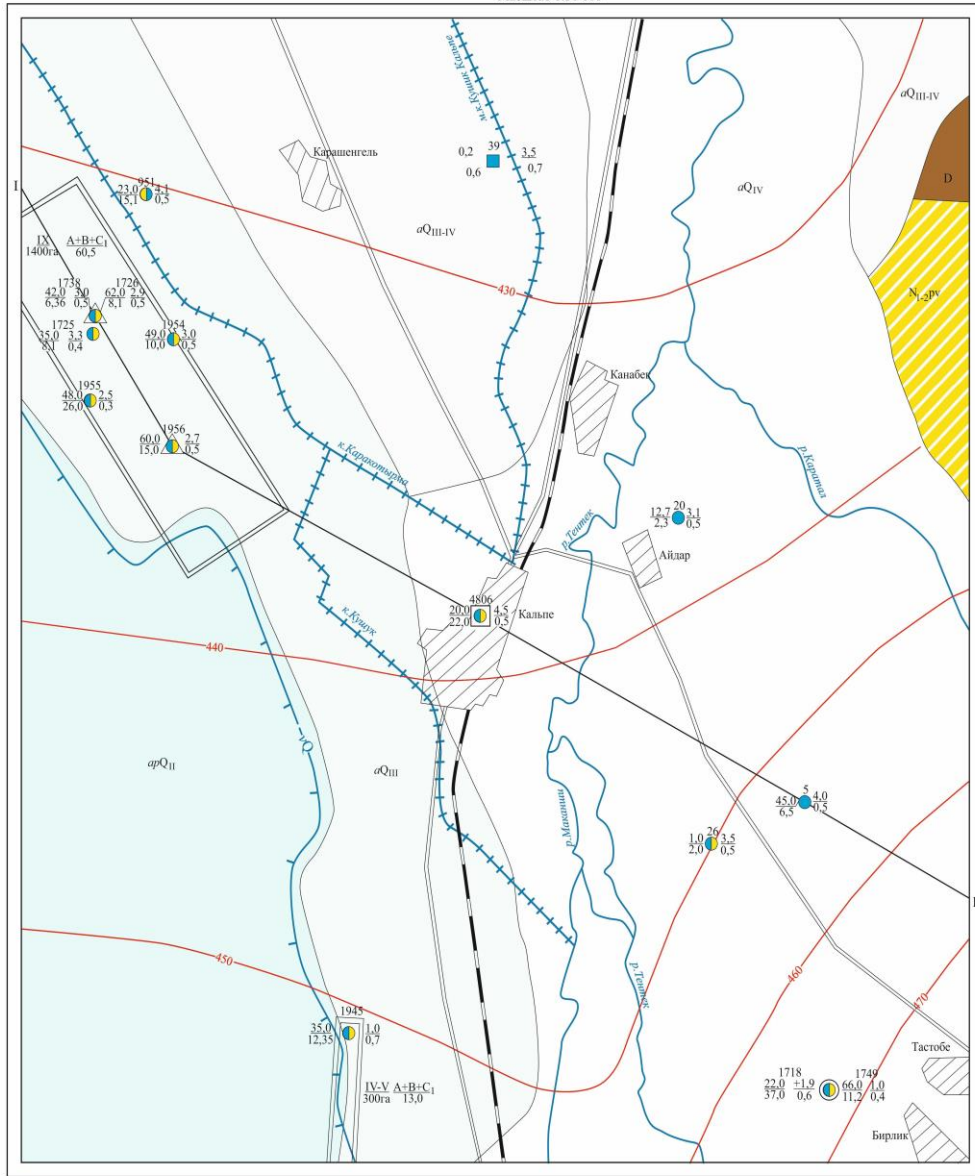 м.к.Кушик Кальпе
аQIII-IV
39
0,2 3,5
0,6 0,7
Карашенгель
аQIV
D
951
23,0 4,1
15,1 0,5
I
аQIII-IV
N1-2pv
IX A+B+C1
1400га 60,5
430
1738 1726
42,0 3,0 62,0 2,9
6,36 0,5 8,1 0,5
1725
35,0 3,3
8,1 0,4
1954
49,0 3,0
10,0 0,5
Канабек
1955
48,0 2,5
26,0 0,3
1956
60,0 2,7
15,0 0,5
к.Каракотырма
р.Каратал
20
12,7 3,1
2,3 0,5
р.Тентек
Айдар
4806
20,0 4,5
22,0 0,5
Кальпе
к.Кушук
440
арQII
аQIII
5
45,0 4,0
6,5 0,5
26
1,0 3,5
2,0 0,5
I
450
р.Тентек
460
470
1945
35,0 1,0
12,35 0,7
Тастобе
IV-V A+B+C1
300га 13,0
1718 1749
22,0 +1,9 66,0 1,0
37,0 0,6 11,2 0,4
Бирлик